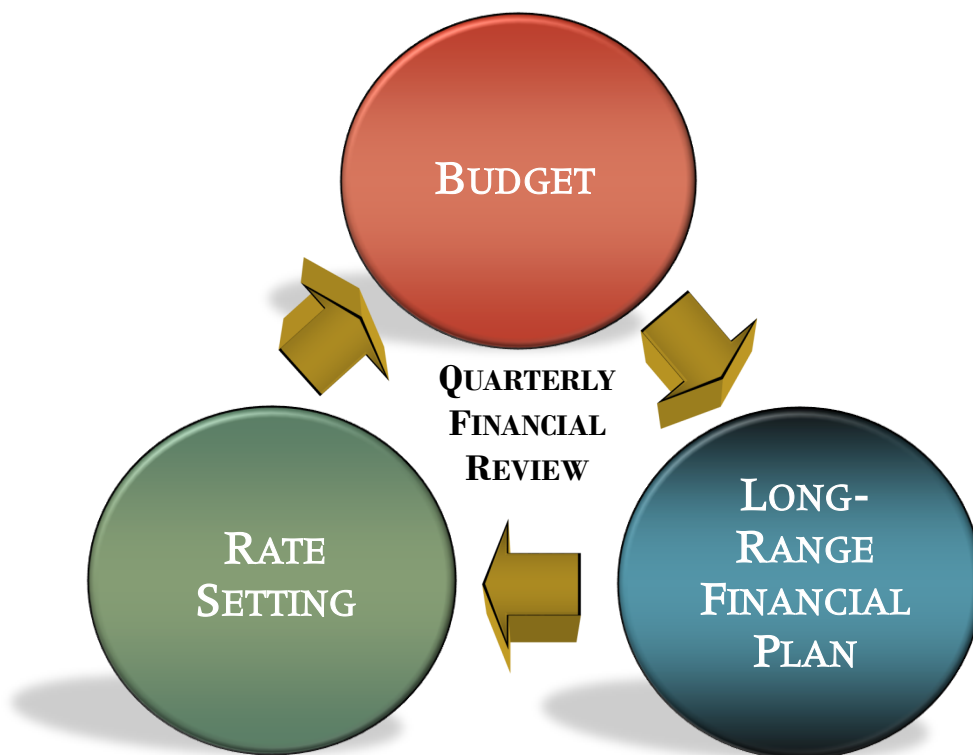 BUDGET
QUARTERLY
FINANCIAL
REVIEW
RATE
SETTING
LONG-
RANGE
FINANCIAL
PLAN